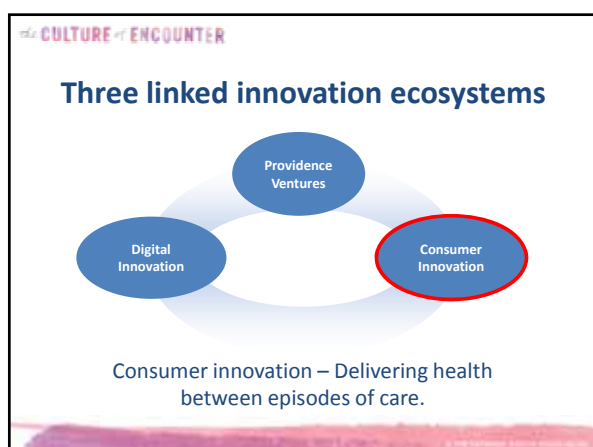 the CULTURE of ENCOUNTER
Three linked innovation ecosystems
Providence
Ventures
Digital
Innovation
Consumer
Innovation
Consumer innovation – Delivering health
between episodes of care.